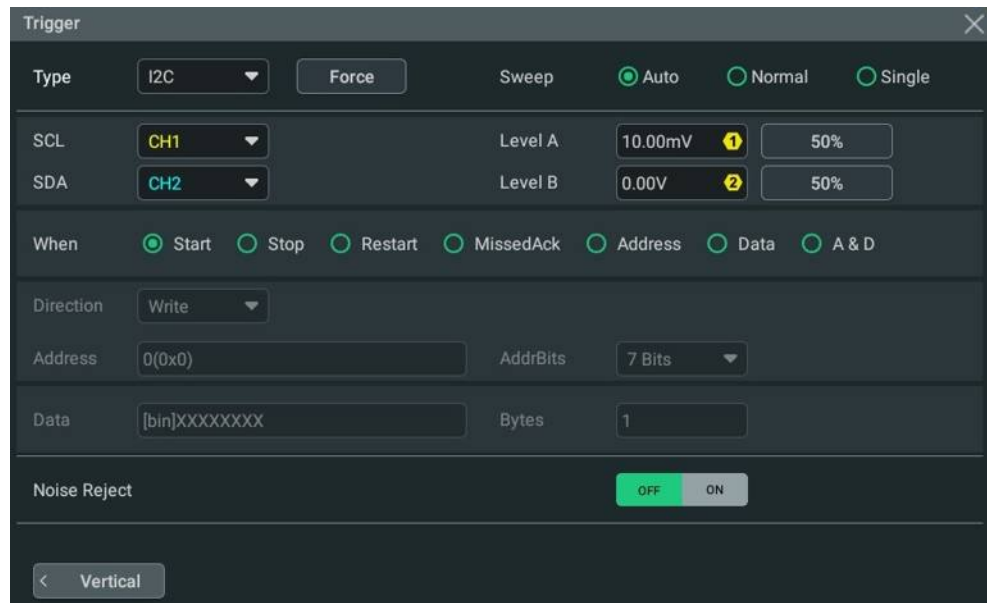 Trigger
Type I2C Force Sweep Auto Normal Single
SCL CH1 Level A 10.00mV 1 50%
SDA CH2 Level B 0.00V 2 50%
When Start Stop Restart MissedAck Address Data A & D
Direction Write
Address 0(0x0) AddrBits 7 Bits
Data [bin]XXXXXXXX Bytes 1
Noise Reject OFF ON
< Vertical